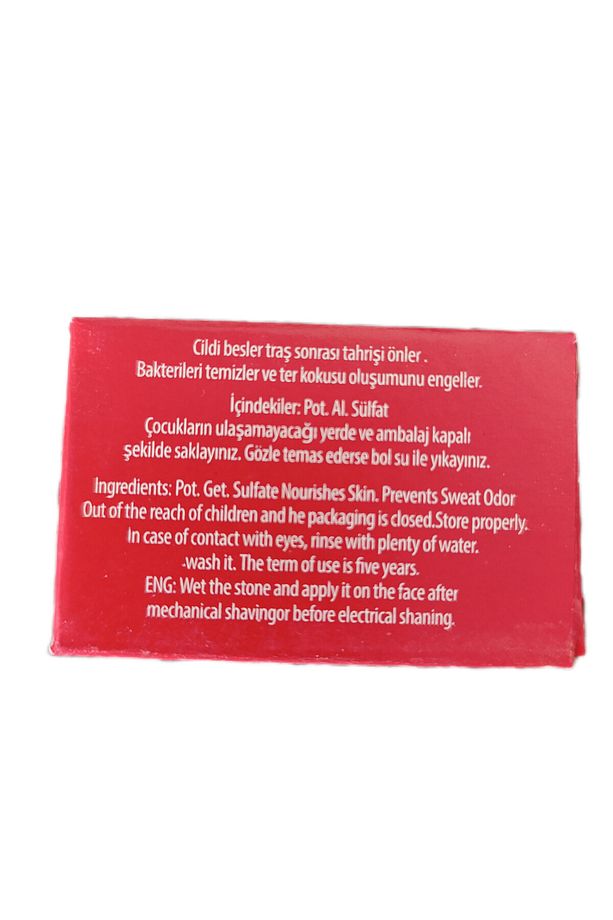 Cildi besler traş sonrası tahrişi önler .
Bakterileri temizler ve ter kokusu oluşumunu engeller.
İçindekiler: Pot. Al. Sülfat
Çocukların ulaşamayacağı yerde ve ambalaj kapalı
şekilde saklayınız. Gözle temas ederse bol su ile yıkayınız.
Ingredients: Pot. Get. Sulfate Nourishes Skin. Prevents Sweat Odor
Out of the reach of children and he packaging is closed.Store properly.
In case of contact with eyes, rinse with plenty of water.
-wash it. The term of use is five years.
ENG: Wet the stone and apply it on the face after
mechanical shavingor before electrical shaning.